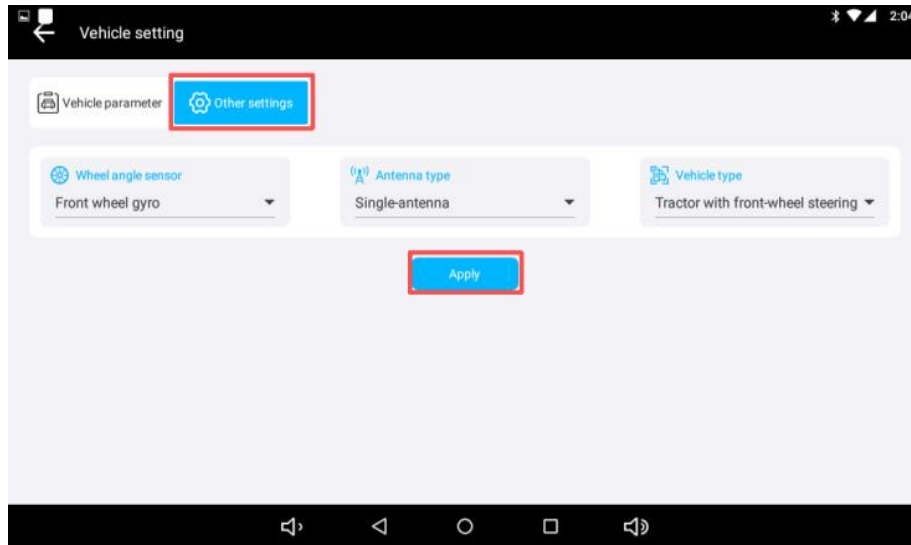 2:04
Vehicle setting
Vehicle parameter
Other settings
Wheel angle sensor
Antenna type
Vehicle type
Front wheel gyro
Single-antenna
Tractor with front-wheel steering
Apply